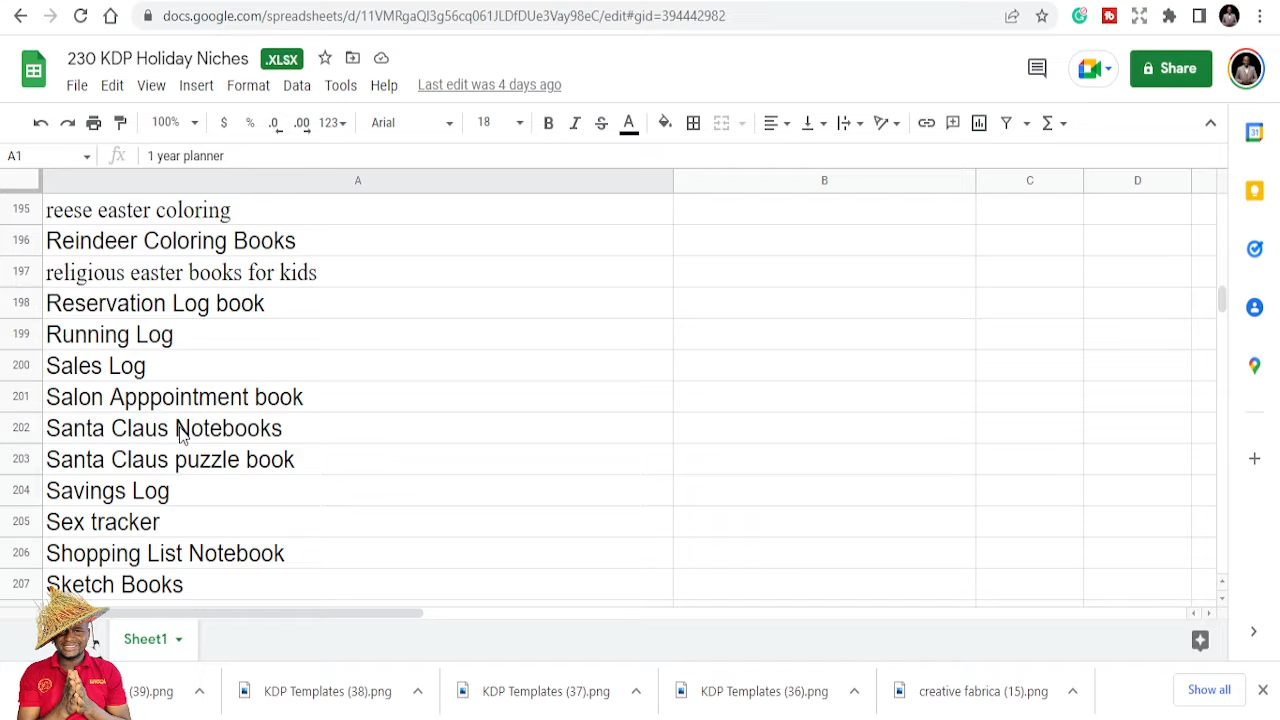 docs.google.com/spreadsheets/d/11VMRgaQI3g56cq061JLDfDUe3Vay98eC/edit#gid=394442982
230 KDP Holiday Niches .XLSX
Share
File Edit View Insert Format Data Tools Help Last edit was 4 days ago
100% $ % .0 .00 123 Arial 18 B I S A
A1 fx 1 year planner
A B C D
195 reese easter coloring
196 Reindeer Coloring Books
197 religious easter books for kids
198 Reservation Log book
199 Running Log
200 Sales Log
201 Salon Apppointment book
202 Santa Claus Notebooks
203 Santa Claus puzzle book
204 Savings Log
205 Sex tracker
206 Shopping List Notebook
207 Sketch Books
Sheet1
(39).png KDP Templates (38).png KDP Templates (37).png KDP Templates (36).png creative fabrica (15).png Show all